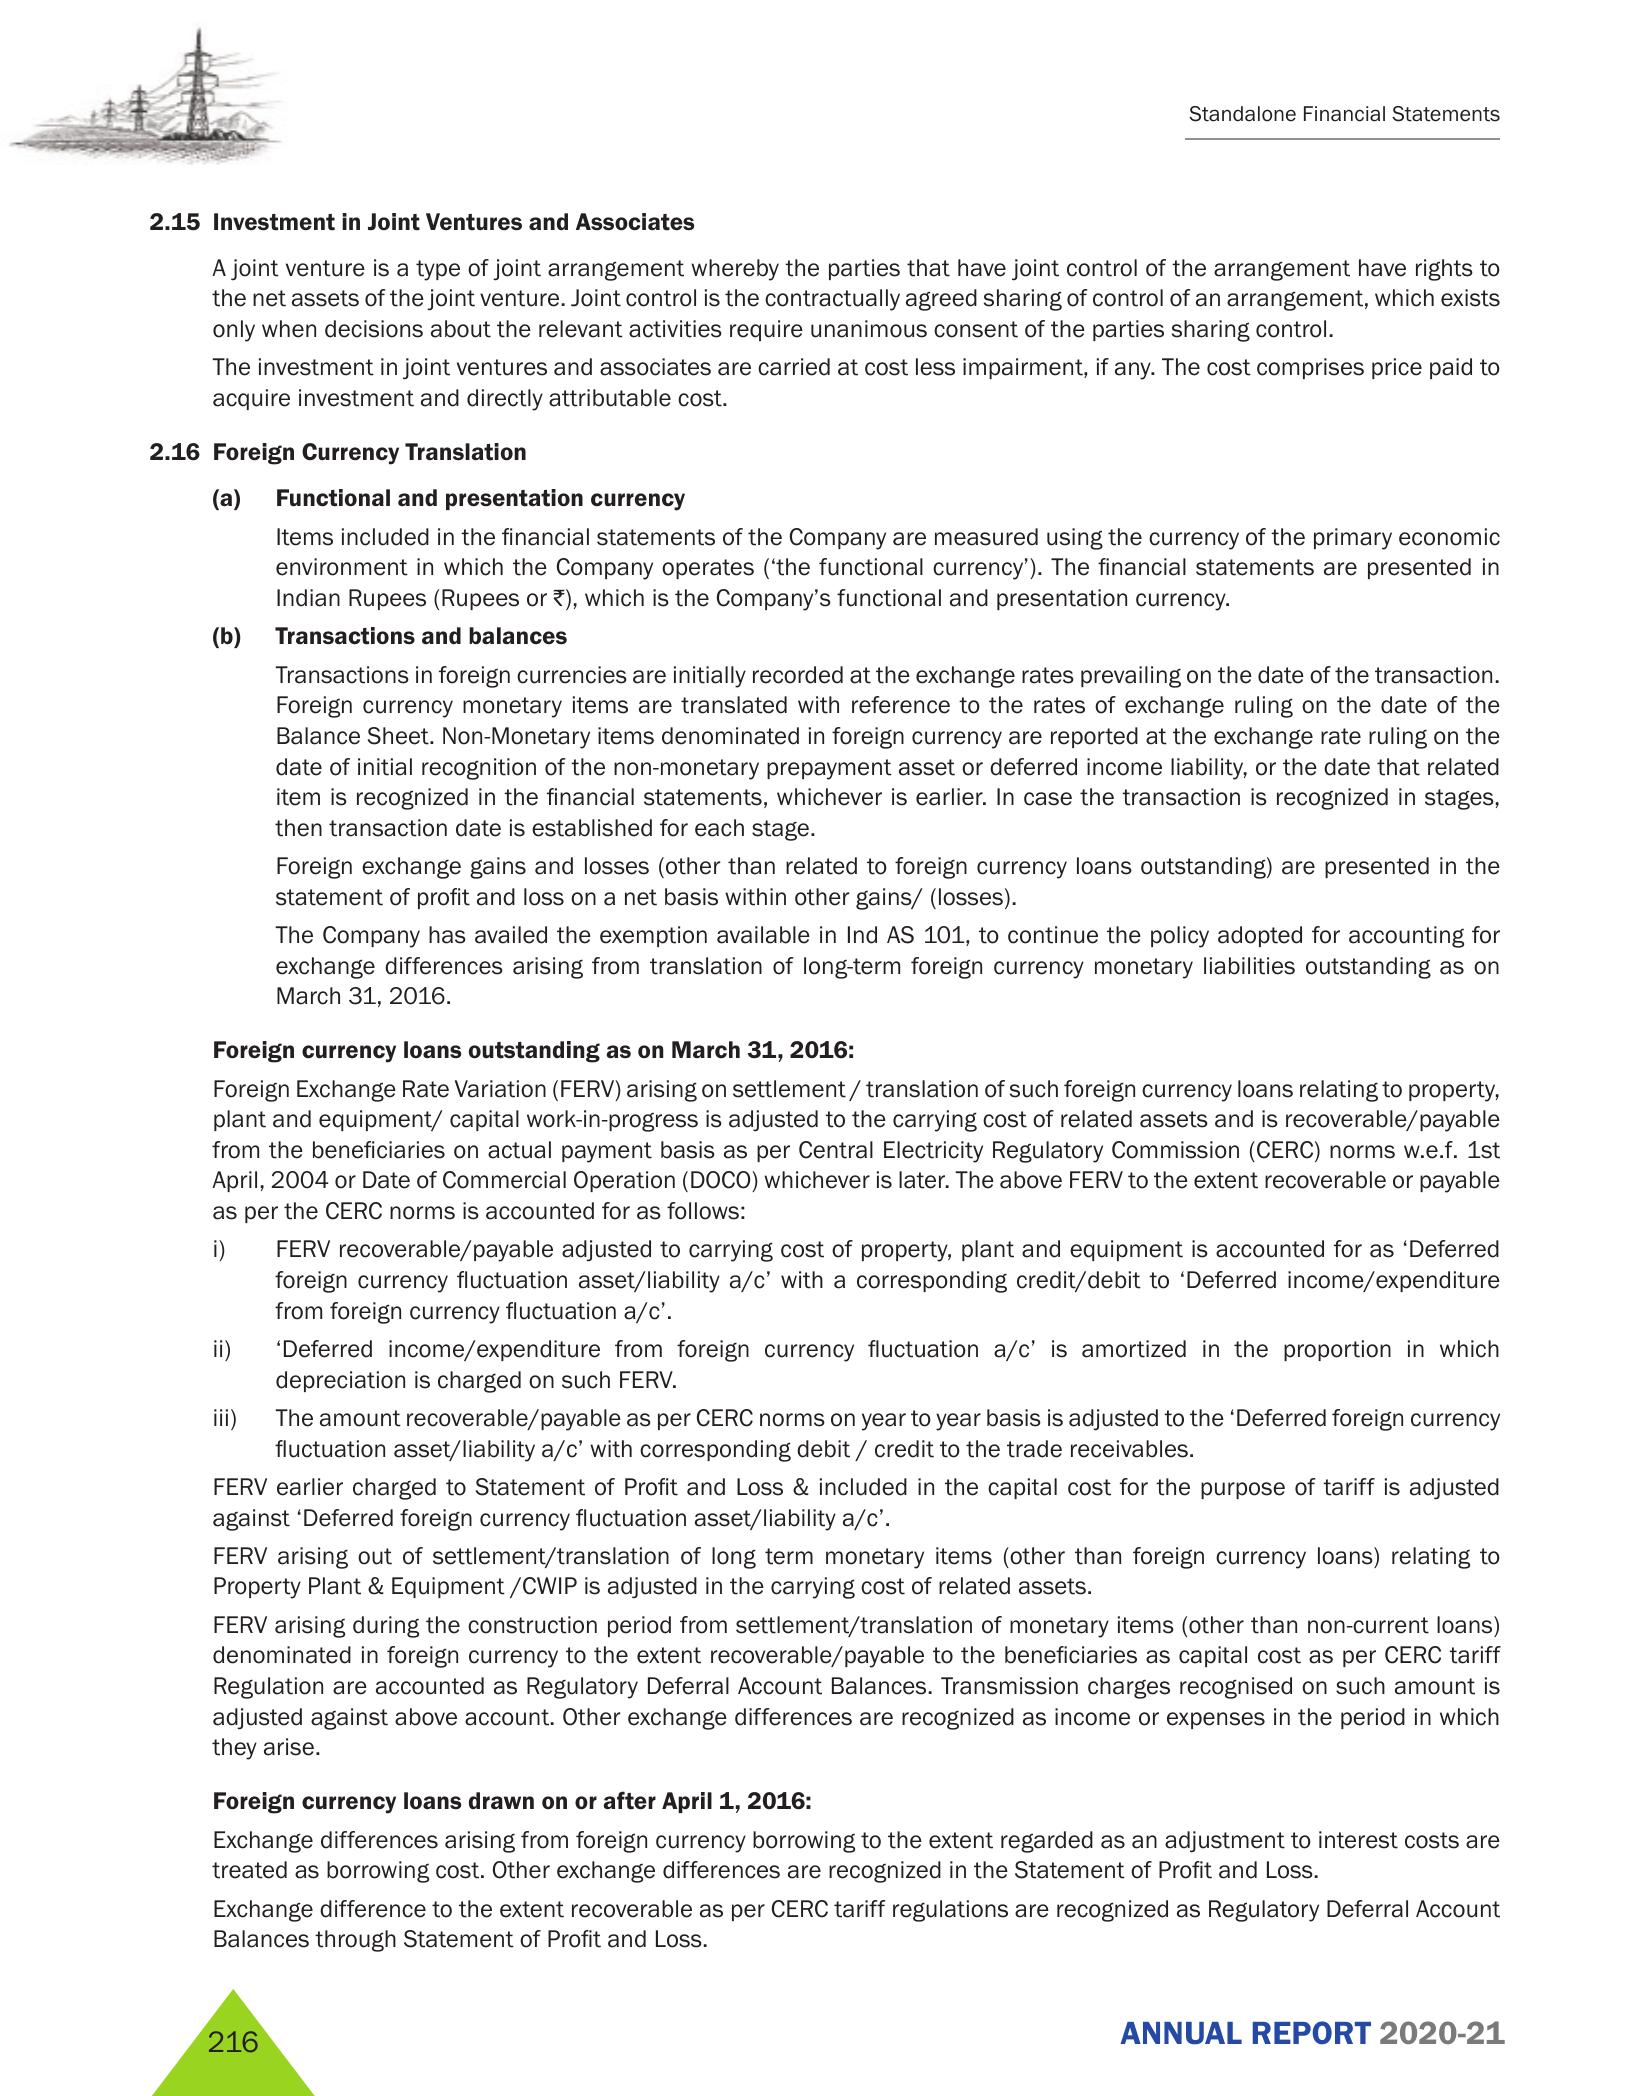 Standalone Financial Statements
2.15 Investment in Joint Ventures and Associates
A joint venture is a type of joint arrangement whereby the parties that have joint control of the arrangement have rights to
the net assets of the joint venture. Joint control is the contractually agreed sharing of control of an arrangement, which exists
only when decisions about the relevant activities require unanimous consent of the parties sharing control.
The investment in joint ventures and associates are carried at cost less impairment, if any. The cost comprises price paid to
acquire investment and directly attributable cost.
2.16 Foreign Currency Translation
(a) Functional and presentation currency
Items included in the financial statements of the Company are measured using the currency of the primary economic
environment in which the Company operates (‘the functional currency’). The financial statements are presented in
Indian Rupees (Rupees or ₹), which is the Company’s functional and presentation currency.
(b) Transactions and balances
Transactions in foreign currencies are initially recorded at the exchange rates prevailing on the date of the transaction.
Foreign currency monetary items are translated with reference to the rates of exchange ruling on the date of the
Balance Sheet. Non-Monetary items denominated in foreign currency are reported at the exchange rate ruling on the
date of initial recognition of the non-monetary prepayment asset or deferred income liability, or the date that related
item is recognized in the financial statements, whichever is earlier. In case the transaction is recognized in stages,
then transaction date is established for each stage.
Foreign exchange gains and losses (other than related to foreign currency loans outstanding) are presented in the
statement of profit and loss on a net basis within other gains/ (losses).
The Company has availed the exemption available in Ind AS 101, to continue the policy adopted for accounting for
exchange differences arising from translation of long-term foreign currency monetary liabilities outstanding as on
March 31, 2016.
Foreign currency loans outstanding as on March 31, 2016:
Foreign Exchange Rate Variation (FERV) arising on settlement / translation of such foreign currency loans relating to property,
plant and equipment/ capital work-in-progress is adjusted to the carrying cost of related assets and is recoverable/payable
from the beneficiaries on actual payment basis as per Central Electricity Regulatory Commission (CERC) norms w.e.f. 1st
April, 2004 or Date of Commercial Operation (DOCO) whichever is later. The above FERV to the extent recoverable or payable
as per the CERC norms is accounted for as follows:
i) FERV recoverable/payable adjusted to carrying cost of property, plant and equipment is accounted for as ‘Deferred
foreign currency fluctuation asset/liability a/c’ with a corresponding credit/debit to ‘Deferred income/expenditure
from foreign currency fluctuation a/c’.
ii) ‘Deferred income/expenditure from foreign currency fluctuation a/c’ is amortized in the proportion in which
depreciation is charged on such FERV.
iii) The amount recoverable/payable as per CERC norms on year to year basis is adjusted to the ‘Deferred foreign currency
fluctuation asset/liability a/c’ with corresponding debit / credit to the trade receivables.
FERV earlier charged to Statement of Profit and Loss & included in the capital cost for the purpose of tariff is adjusted
against ‘Deferred foreign currency fluctuation asset/liability a/c’.
FERV arising out of settlement/translation of long term monetary items (other than foreign currency loans) relating to
Property Plant & Equipment /CWIP is adjusted in the carrying cost of related assets.
FERV arising during the construction period from settlement/translation of monetary items (other than non-current loans)
denominated in foreign currency to the extent recoverable/payable to the beneficiaries as capital cost as per CERC tariff
Regulation are accounted as Regulatory Deferral Account Balances. Transmission charges recognised on such amount is
adjusted against above account. Other exchange differences are recognized as income or expenses in the period in which
they arise.
Foreign currency loans drawn on or after April 1, 2016:
Exchange differences arising from foreign currency borrowing to the extent regarded as an adjustment to interest costs are
treated as borrowing cost. Other exchange differences are recognized in the Statement of Profit and Loss.
Exchange difference to the extent recoverable as per CERC tariff regulations are recognized as Regulatory Deferral Account
Balances through Statement of Profit and Loss.
216
ANNUAL REPORT 2020-21